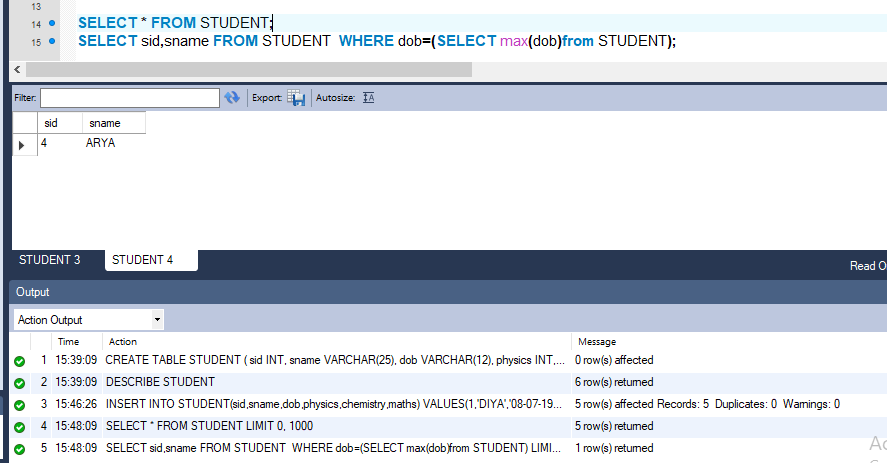 13
14 SELECT * FROM STUDENT;
15 SELECT sid,sname FROM STUDENT  WHERE dob=(SELECT max(dob)from STUDENT);
Filter: Export: Autosize:
sid sname
4 ARYA
STUDENT 3 STUDENT 4
Read O
Output
Action Output
Time Action Message
1 15:39:09 CREATE TABLE STUDENT ( sid INT, sname VARCHAR(25), dob VARCHAR(12), physics INT,... 0 row(s) affected
2 15:39:09 DESCRIBE STUDENT 6 row(s) returned
3 15:46:26 INSERT INTO STUDENT(sid,sname,dob,physics,chemistry,maths) VALUES(1,'DIYA','08-07-19... 5 row(s) affected Records: 5  Duplicates: 0  Warnings: 0
4 15:48:09 SELECT * FROM STUDENT LIMIT 0, 1000 5 row(s) returned
5 15:48:09 SELECT sid,sname FROM STUDENT  WHERE dob=(SELECT max(dob)from STUDENT) LIMI... 1 row(s) returned